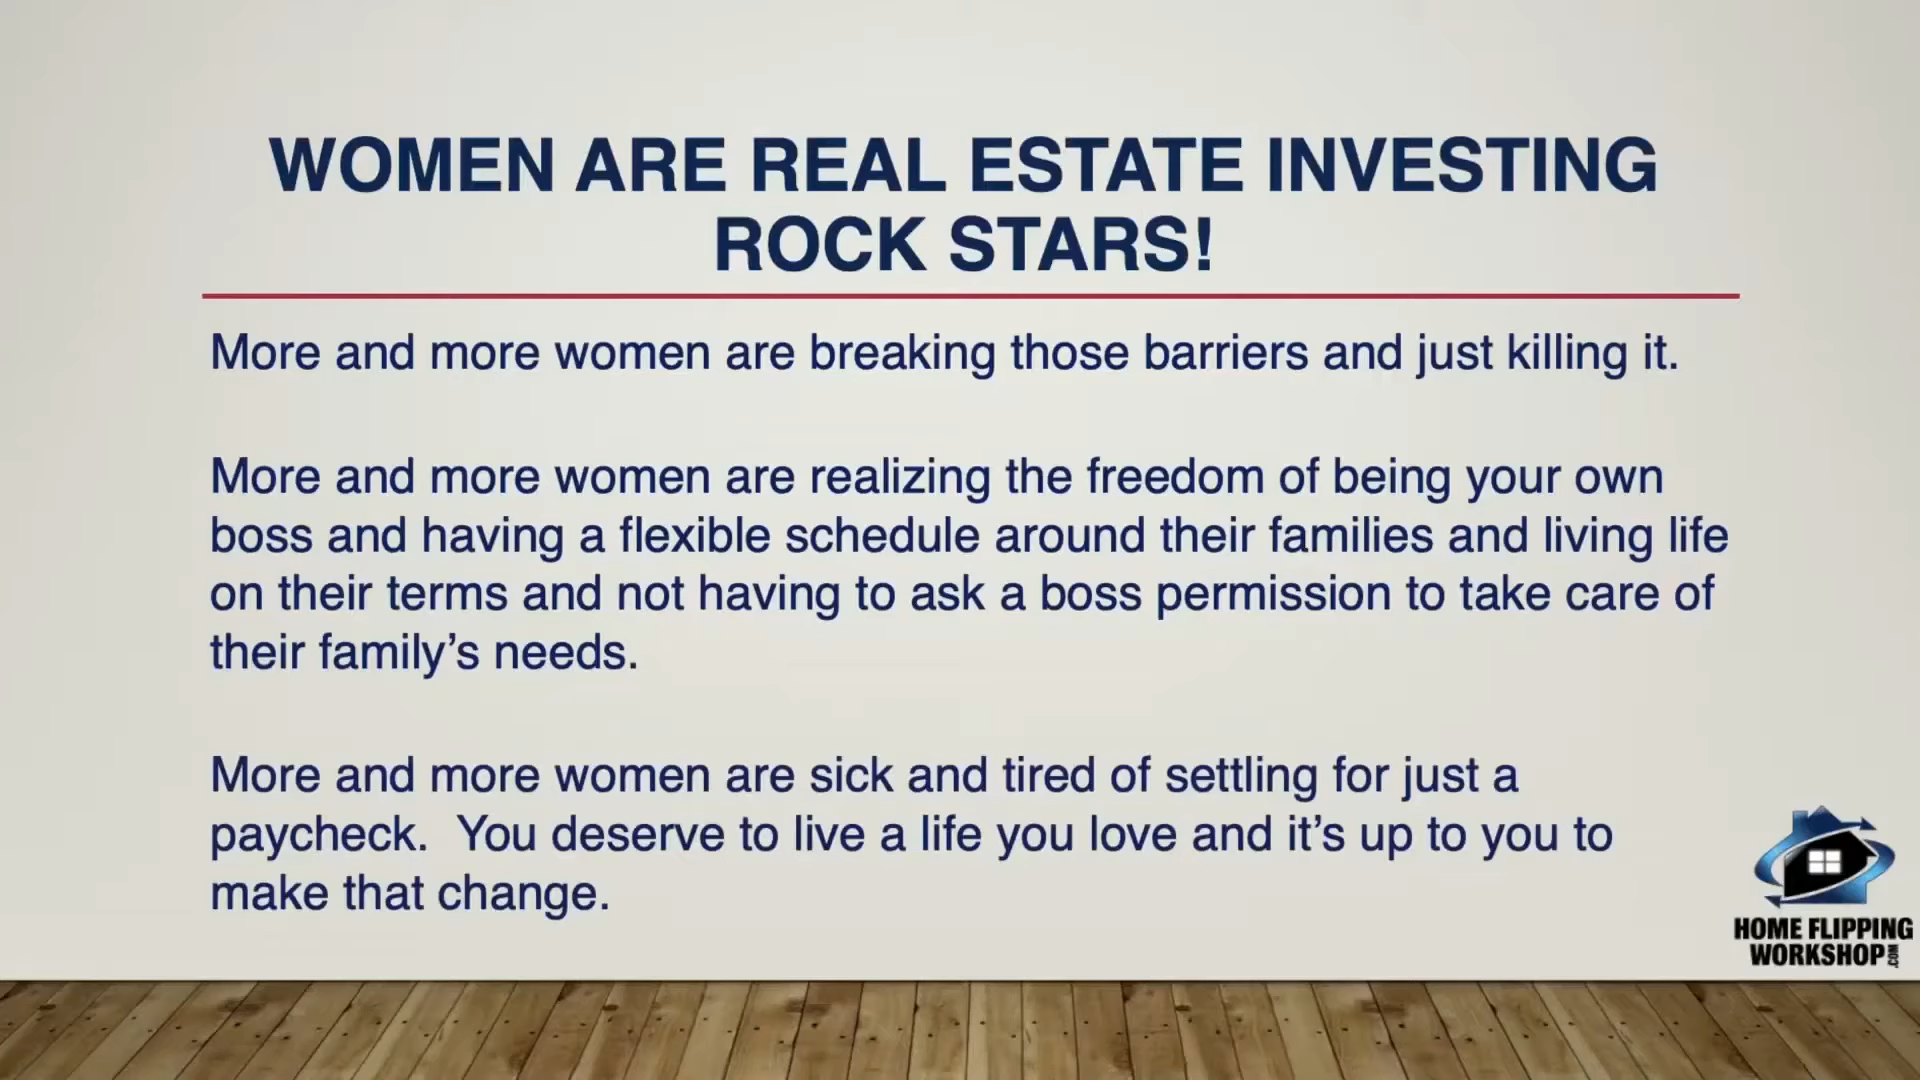 WOMEN ARE REAL ESTATE INVESTING
ROCK STARS!
More and more women are breaking those barriers and just killing it.
More and more women are realizing the freedom of being your own
boss and having a flexible schedule around their families and living life
on their terms and not having to ask a boss permission to take care of
their family’s needs.
More and more women are sick and tired of settling for just a
paycheck.  You deserve to live a life you love and it’s up to you to
make that change.
HOME FLIPPING
WORKSHOP.COM